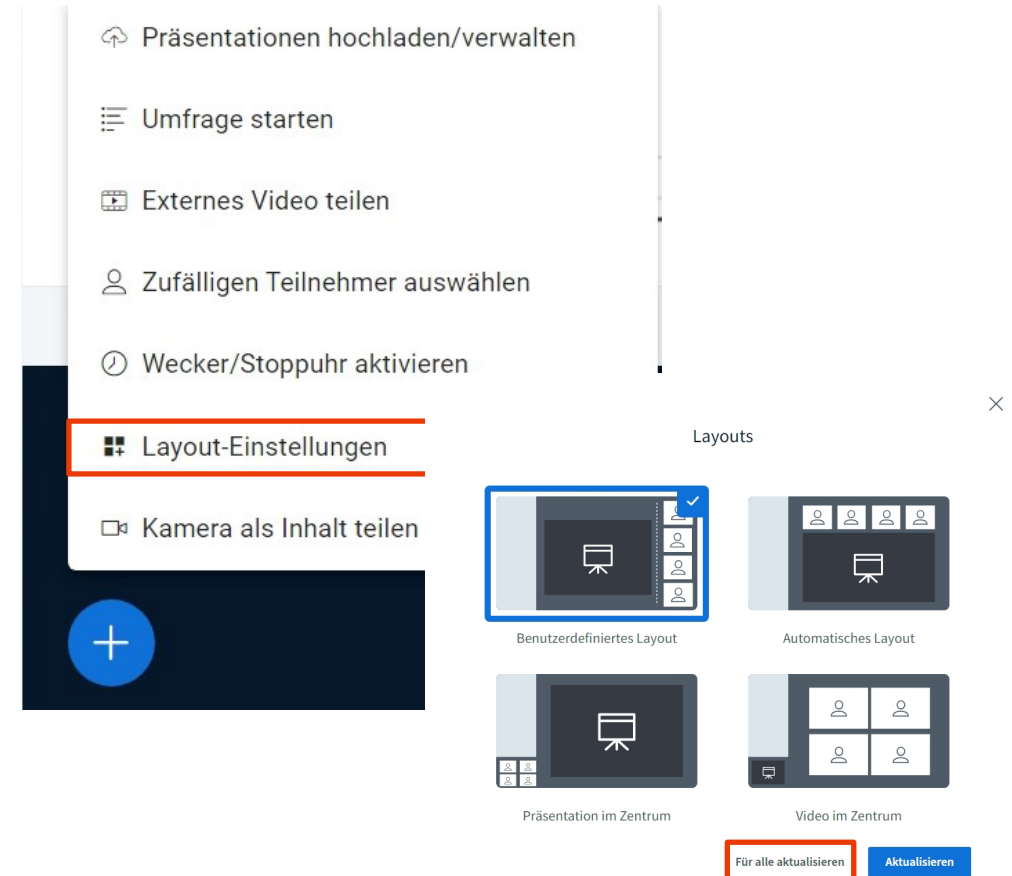 Präsentationen hochladen/verwalten
Umfrage starten
Externes Video teilen
Zufälligen Teilnehmer auswählen
Wecker/Stoppuhr aktivieren
Layout-Einstellungen
Kamera als Inhalt teilen
Layouts
Benutzerdefiniertes Layout
Automatisches Layout
Präsentation im Zentrum
Video im Zentrum
Für alle aktualisieren
Aktualisieren